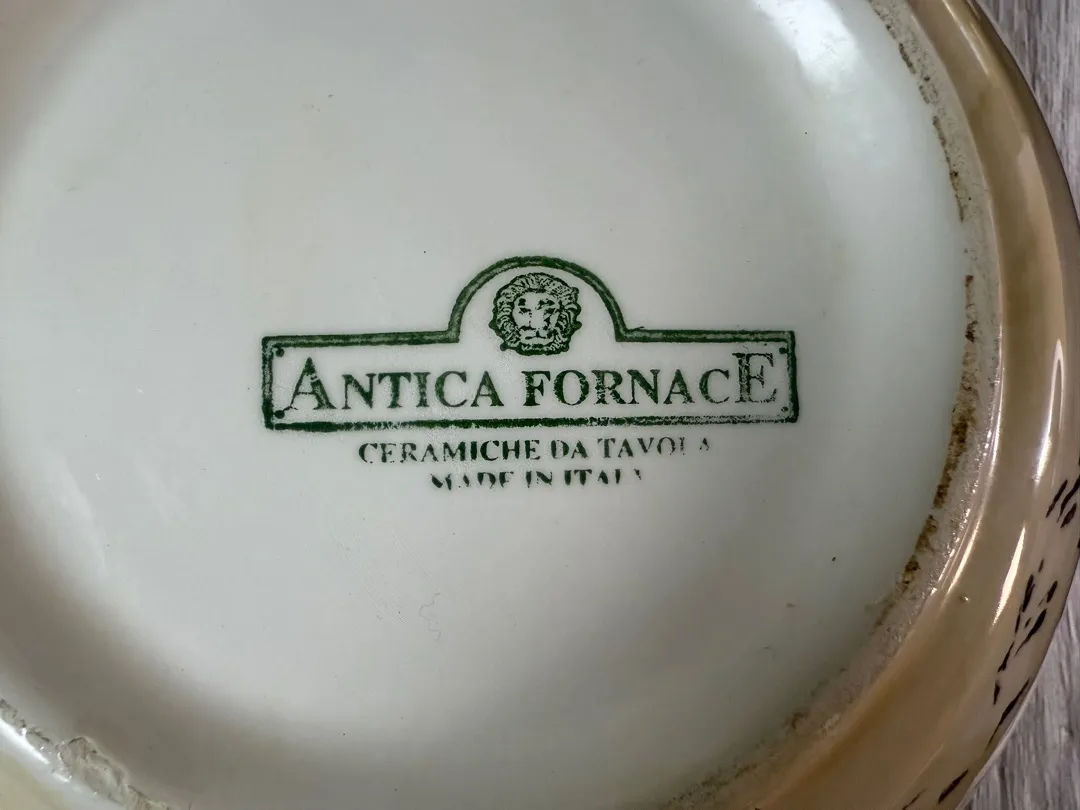 ANTICA FORNACE
CERAMICHE DA TAVOLA
MADE IN ITALY